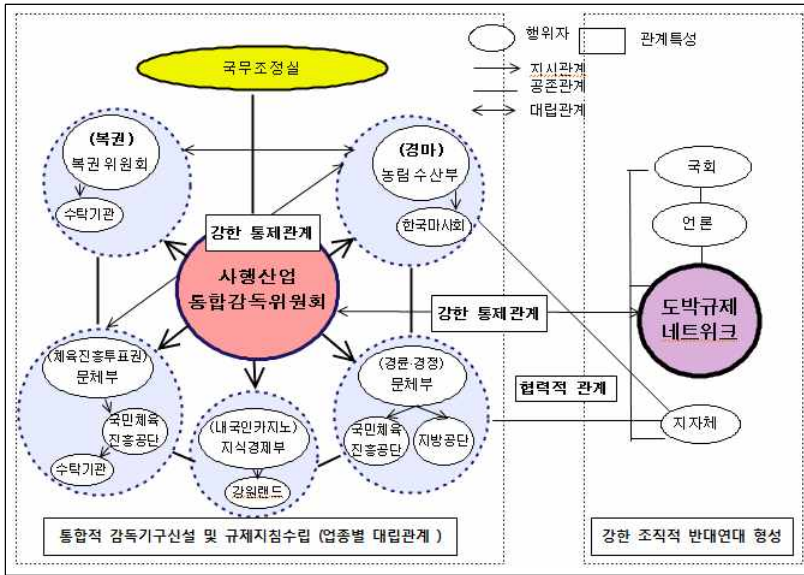 행위자
관계특성
지시관계
공존관계
대립관계
국무조정실
(복권)
복권위원회
수탁기관
(경마)
농림수산부
한국마사회
강한 통제관계
사행산업
통합감독위원회
강한 통제관계
국회
언론
도박규제
네트워크
지자체
협력적 관계
(체육진흥투표권)
문체부
국민체육
진흥공단
수탁기관
(내국인카지노)
지식경제부
강원랜드
(경륜·경정)
문체부
국민체육
진흥공단
지방공단
통합적 감독기구신설 및 규제지침수립 (업종별 대립관계 )
강한 조직적 반대연대 형성